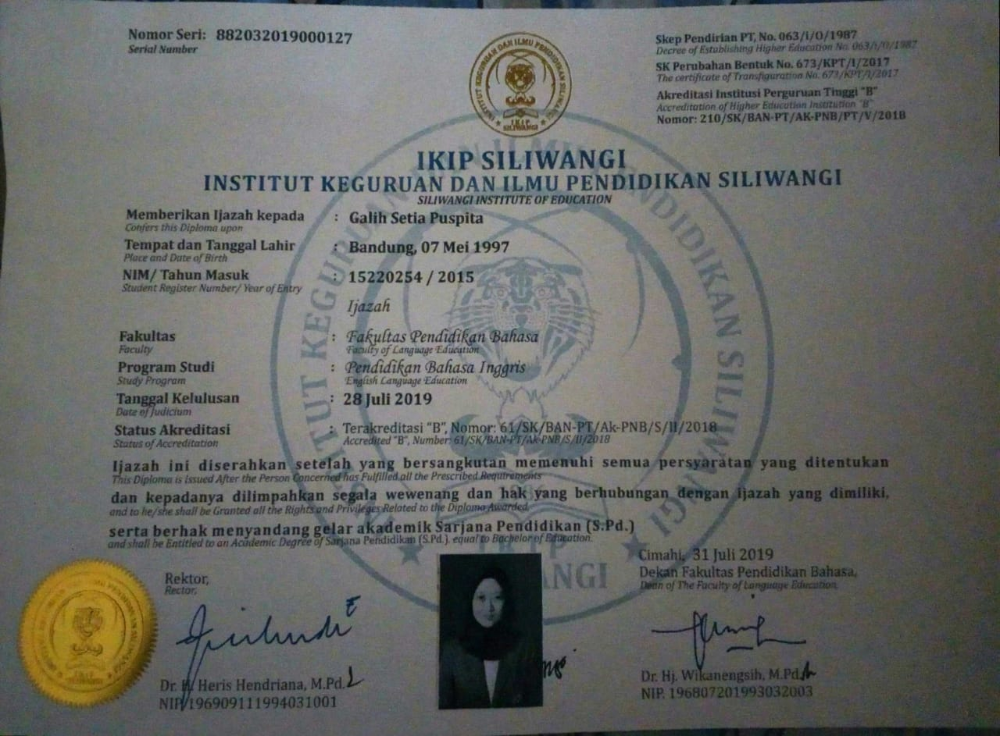 Nomor Seri: 882032019000127
Serial Number
Skep Pendirian PT, No. 063/i/O/1987
Decree of Establishing Higher Education No. 063/i/O/1987
SK Perubahan Bentuk No. 673/KPT/I/2017
The certificate of Transfiguration No. 673/KPT/I/2017
Akreditasi Institusi Perguruan Tinggi "B"
Accreditation of Higher Education Institution "B"
Nomor: 210/SK/BAN-PT/AK-PNB/PT/V/2018
INSTITUT KEGURUAN DAN ILMU PENDIDIKAN SILIWANGI
IKIP
SILIWANGI
IKIP SILIWANGI
INSTITUT KEGURUAN DAN ILMU PENDIDIKAN SILIWANGI
SILIWANGI INSTITUTE OF EDUCATION
Memberikan Ijazah kepada : Galih Setia Puspita
Confers this Diploma upon
Tempat dan Tanggal Lahir : Bandung, 07 Mei 1997
Place and Date of Birth
NIM/ Tahun Masuk : 15220254 / 2015
Student Register Number/ Year of Entry
Ijazah
Fakultas : Fakultas Pendidikan Bahasa
Faculty Faculty of Language Education
Program Studi : Pendidikan Bahasa Inggris
Study Program English Language Education
Tanggal Kelulusan : 28 Juli 2019
Date of Judicium
Status Akreditasi : Terakreditasi "B", Nomor: 61/SK/BAN-PT/Ak-PNB/S/II/2018
Status of Accreditation Accredited "B", Number: 61/SK/BAN-PT/Ak-PNB/S/II/2018
Ijazah ini diserahkan setelah yang bersangkutan memenuhi semua persyaratan yang ditentukan
This Diploma is issued After the Person Concerned has Fulfilled all the Prescribed Requirements
dan kepadanya dilimpahkan segala wewenang dan hak yang berhubungan dengan ijazah yang dimiliki,
and to he/she shall be Granted all the Rights and Privileges Related to the Diploma Awarded,
serta berhak menyandang gelar akademik Sarjana Pendidikan (S.Pd.)
and shall be Entitled to an Academic Degree of Sarjana Pendidikan (S.Pd.). equal to Bachelor of Education.
Cimahi, 31 Juli 2019
Rektor,
Rector,
Dekan Fakultas Pendidikan Bahasa,
Dean of The Faculty of Language Education,
Dr. H. Heris Hendriana, M.Pd.
NIP. 196909111994031001
Dr. Hj. Wikanengsih, M.Pd.
NIP. 196807201993032003